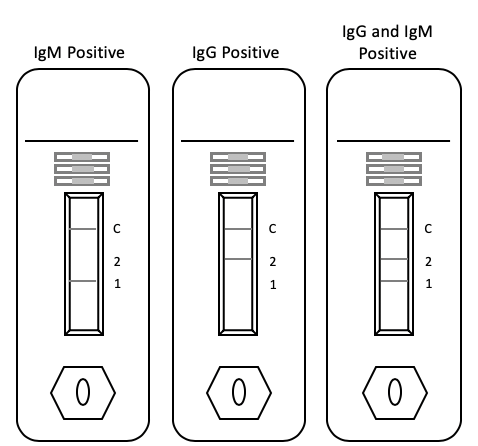 IgM Positive
IgG Positive
IgG and IgM
Positive
C
2
1
C
2
1
C
2
1